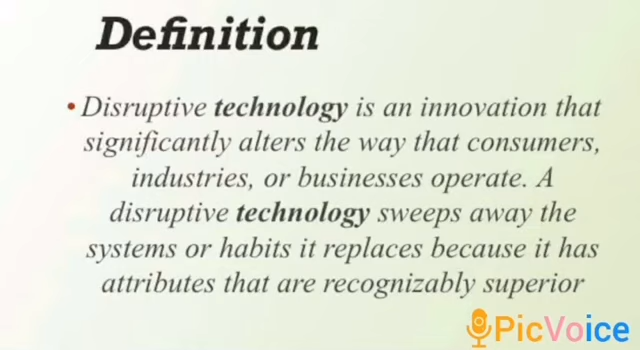 Definition
• Disruptive technology is an innovation that
significantly alters the way that consumers,
industries, or businesses operate. A
disruptive technology sweeps away the
systems or habits it replaces because it has
attributes that are recognizably superior
PicVoice